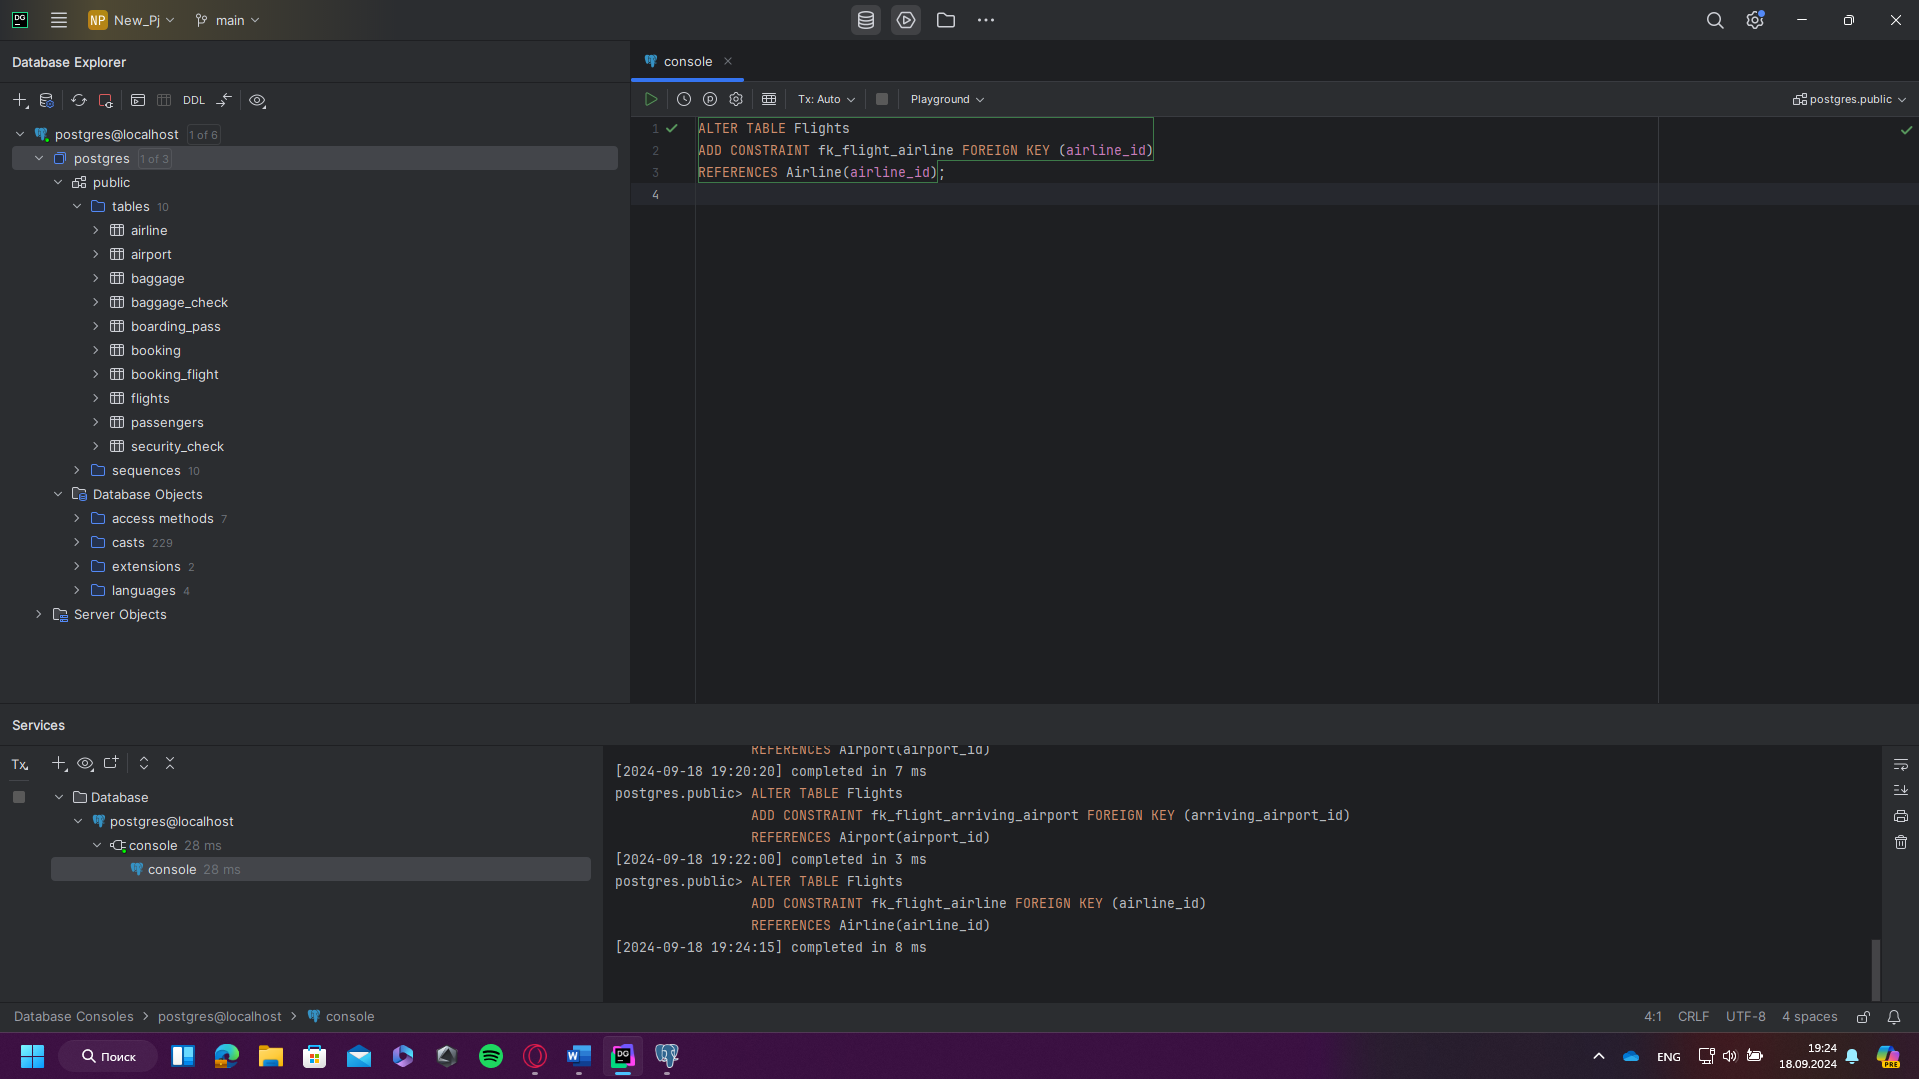 DG
NP New_Pj main
Database Explorer
console
DDL
Tx: Auto Playground postgres.public
postgres@localhost 1 of 6
postgres 1 of 3
public
tables 10
airline
airport
baggage
baggage_check
boarding_pass
booking
booking_flight
flights
passengers
security_check
sequences 10
Database Objects
access methods 7
casts 229
extensions 2
languages 4
Server Objects
1 ALTER TABLE Flights
2 ADD CONSTRAINT fk_flight_airline FOREIGN KEY (airline_id)
3 REFERENCES Airline(airline_id);
4
Services
Tx
Database
postgres@localhost
console 28 ms
console 28 ms
REFERENCES Airport(airport_id)
[2024-09-18 19:20:20] completed in 7 ms
postgres.public> ALTER TABLE Flights
ADD CONSTRAINT fk_flight_arriving_airport FOREIGN KEY (arriving_airport_id)
REFERENCES Airport(airport_id)
[2024-09-18 19:22:00] completed in 3 ms
postgres.public> ALTER TABLE Flights
ADD CONSTRAINT fk_flight_airline FOREIGN KEY (airline_id)
REFERENCES Airline(airline_id)
[2024-09-18 19:24:15] completed in 8 ms
Database Consoles > postgres@localhost > console
4:1 CRLF UTF-8 4 spaces
Поиск
W
DG
ENG
19:24
18.09.2024
PRE